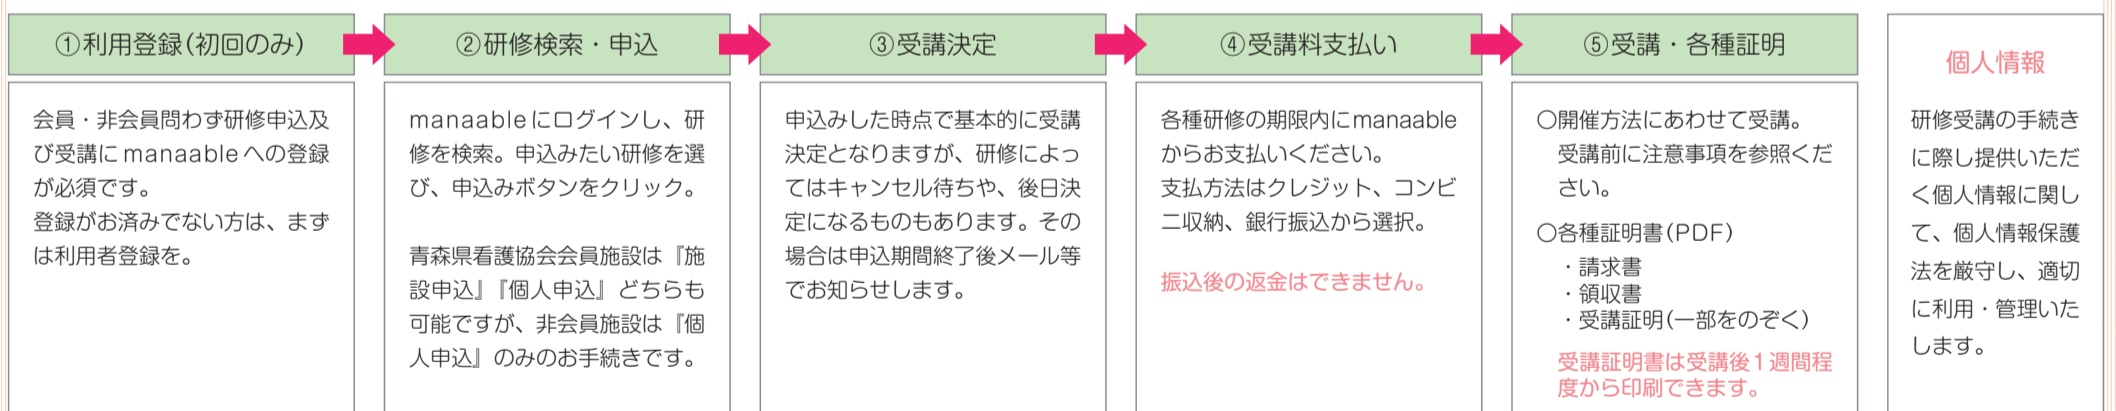 ①利用登録(初回のみ)
会員・非会員問わず研修申込及
び受講にmanaableへの登録
が必須です。
登録がお済みでない方は、まず
は利用者登録を。
②研修検索・申込
manaableにログインし、研
修を検索。申込みたい研修を選
び、申込みボタンをクリック。
青森県看護協会会員施設は『施
設申込』『個人申込』どちらも
可能ですが、非会員施設は『個
人申込』のみのお手続きです。
③受講決定
申込みした時点で基本的に受講
決定となりますが、研修によっ
てはキャンセル待ちや、後日決
定になるものもあります。その
場合は申込期間終了後メール等
でお知らせします。
④受講料支払い
各種研修の期限内にmanaable
からお支払いください。
支払方法はクレジット、コンビ
ニ収納、銀行振込から選択。
振込後の返金はできません。
⑤受講・各種証明
○開催方法にあわせて受講。
受講前に注意事項を参照くだ
さい。
○各種証明書(PDF)
・請求書
・領収書
・受講証明(一部をのぞく)
受講証明書は受講後1週間程
度から印刷できます。
個人情報
研修受講の手続き
に際し提供いただ
く個人情報に関し
て、個人情報保護
法を厳守し、適切
に利用・管理いた
します。